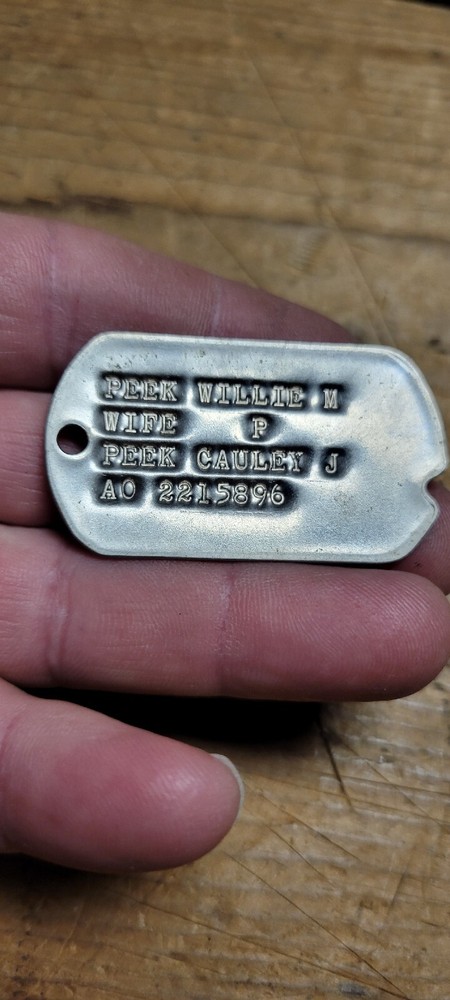 PEEK WILLIE M
WIFE P
PEEK CAULEY J
AO 2215896